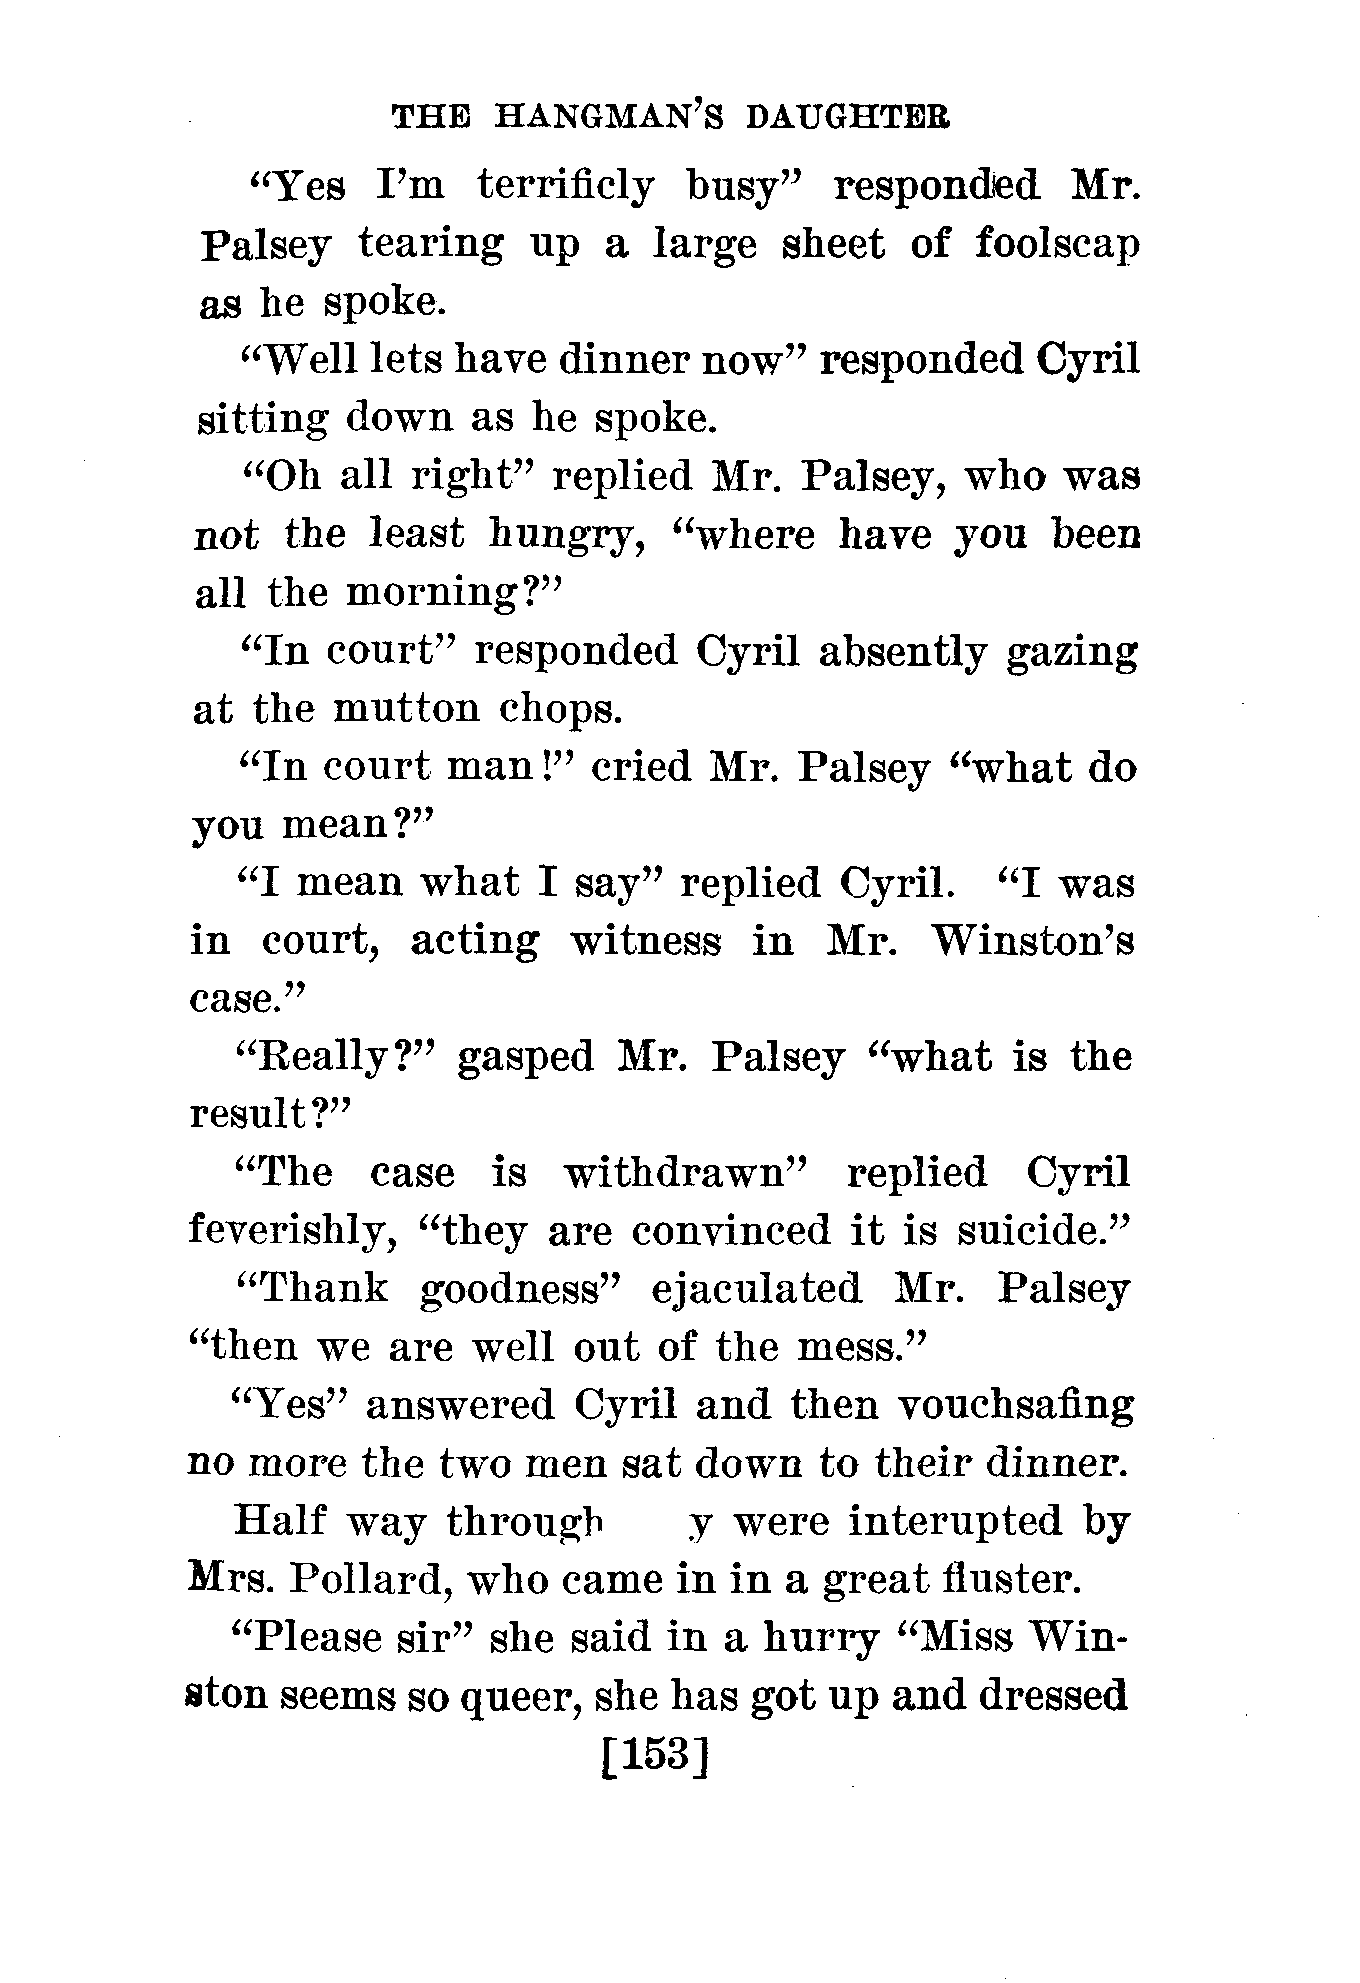 THE HANGMAN'S DAUGHTER
"Yes I'm terrificly busy" responded Mr.
Palsey tearing up a large sheet of foolscap
as he spoke.
"Well lets have dinner now" responded Cyril
sitting down as he spoke.
"Oh all right" replied Mr. Palsey, who was
not the least hungry, "where have you been
all the morning?"
"In court" responded Cyril absently gazing
at the mutton chops.
"In court man!" cried Mr. Palsey "what do
you mean?"
"I mean what I say" replied Cyril. "I was
in court, acting witness in Mr. Winston's
case."
"Really?" gasped Mr. Palsey "what is the
result?"
"The case is withdrawn" replied Cyril
feverishly, "they are convinced it is suicide."
"Thank goodness" ejaculated Mr. Palsey
"then we are well out of the mess."
"Yes" answered Cyril and then vouchsafing
no more the two men sat down to their dinner.
Half way through y were interupted by
Mrs. Pollard, who came in in a great fluster.
"Please sir" she said in a hurry "Miss Win-
ston seems so queer, she has got up and dressed
[153]